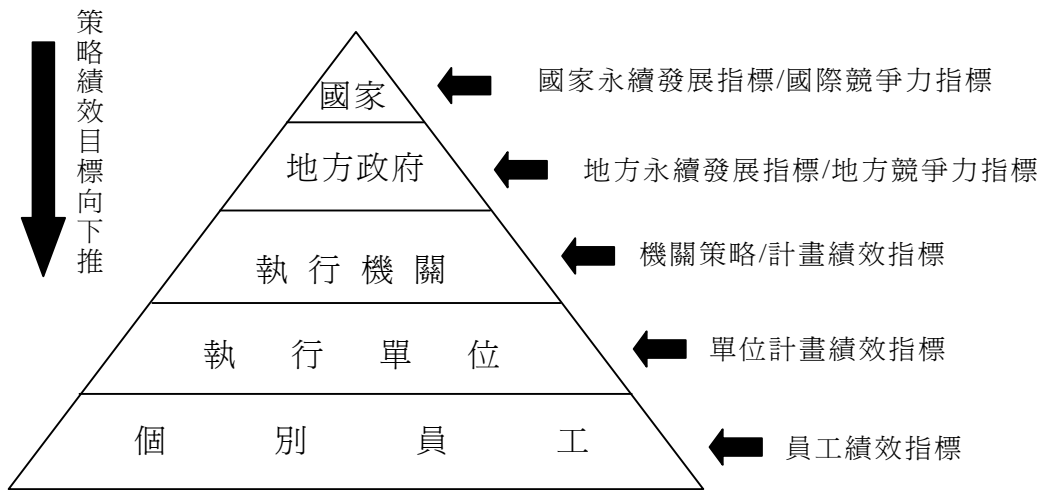 策略績效目標向下推
國家
國家永續發展指標/國際競爭力指標
地方政府
地方永續發展指標/地方競爭力指標
執行機關
機關策略/計畫績效指標
執行單位
單位計畫績效指標
個別員工
員工績效指標